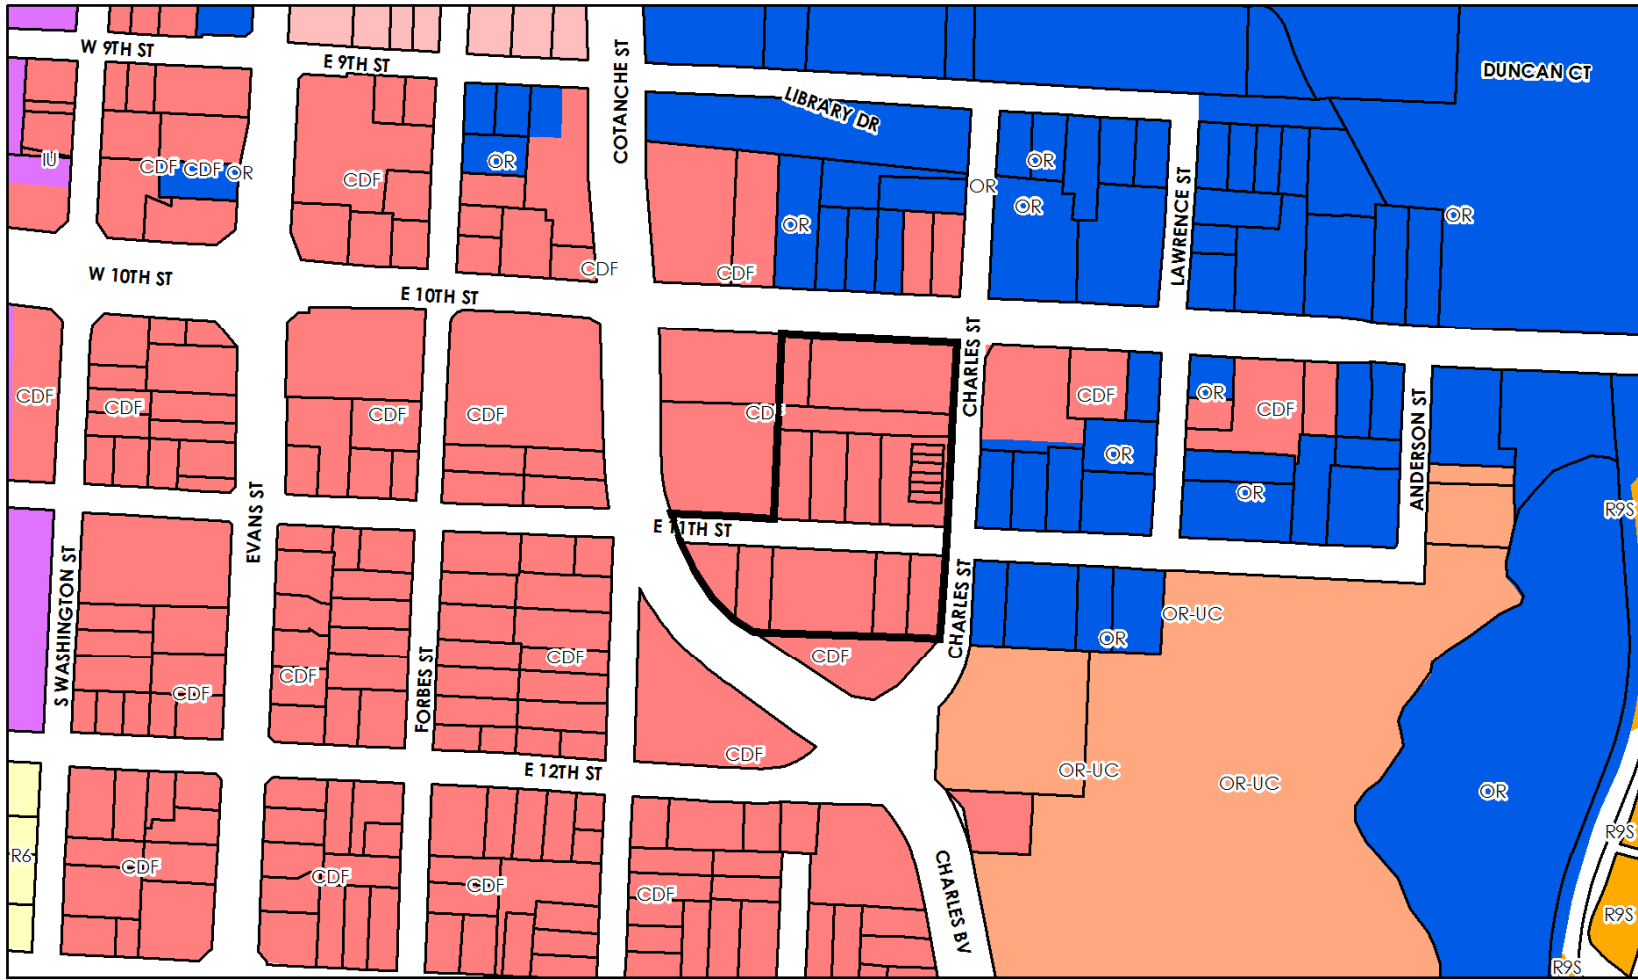 W 9TH ST
E 9TH ST
COTANCHE ST
DUNCAN CT
LIBRARY DR
IU
CDF
CDF
OR
CDF
OR
OR
OR
OR
OR
LAWRENCE ST
OR
CDF
CDF
W 10TH ST
E 10TH ST
CHARLES ST
CDF
CDF
CDF
CDF
CDF
CDF
OR
CDF
ANDERSON ST
OR
OR
EVANS ST
E 11TH ST
R9S
S WASHINGTON ST
FORBES ST
CHARLES ST
OR-UC
OR
CDF
CDF
CDF
CDF
CDF
E 12TH ST
OR-UC
OR-UC
OR
R9S
R6
CDF
CDF
CDF
CDF
CHARLES BV
R9S
R9S